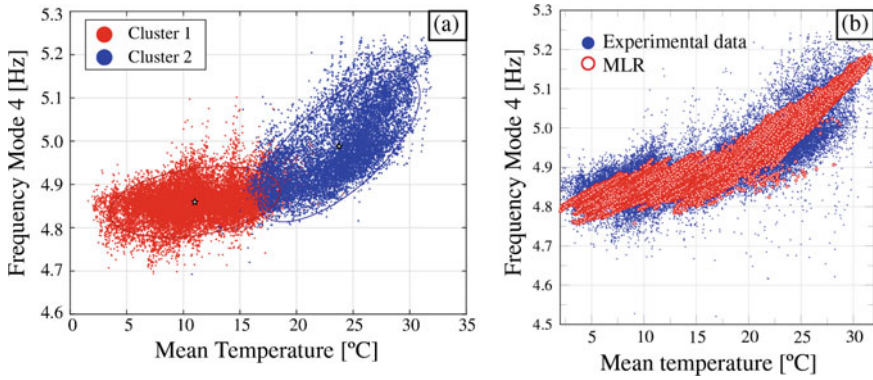 (a)
Cluster 1
Cluster 2
Frequency Mode 4 [Hz]
5.3
5.2
5.1
5.0
4.9
4.8
4.7
4.6
0 5 10 15 20 25 30 35
Mean Temperature [ºC]
(b)
Experimental data
MLR
Frequency Mode 4 [Hz]
5.3
5.2
5.1
5.0
4.9
4.8
4.7
4.6
4.5
5 10 15 20 25 30
Mean temperature [ºC]